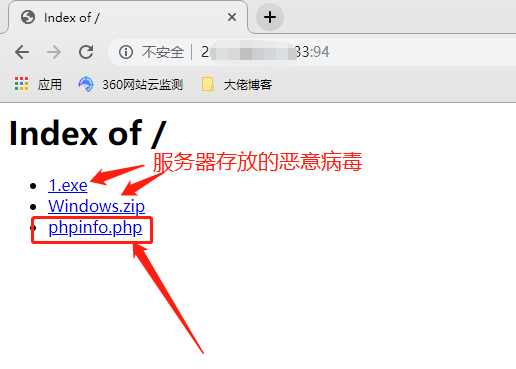 Index of /
不安全 2 33:94
应用 360网站云监测 大佬博客
Index of /
服务器存放的恶意病毒
1.exe
Windows.zip
phpinfo.php